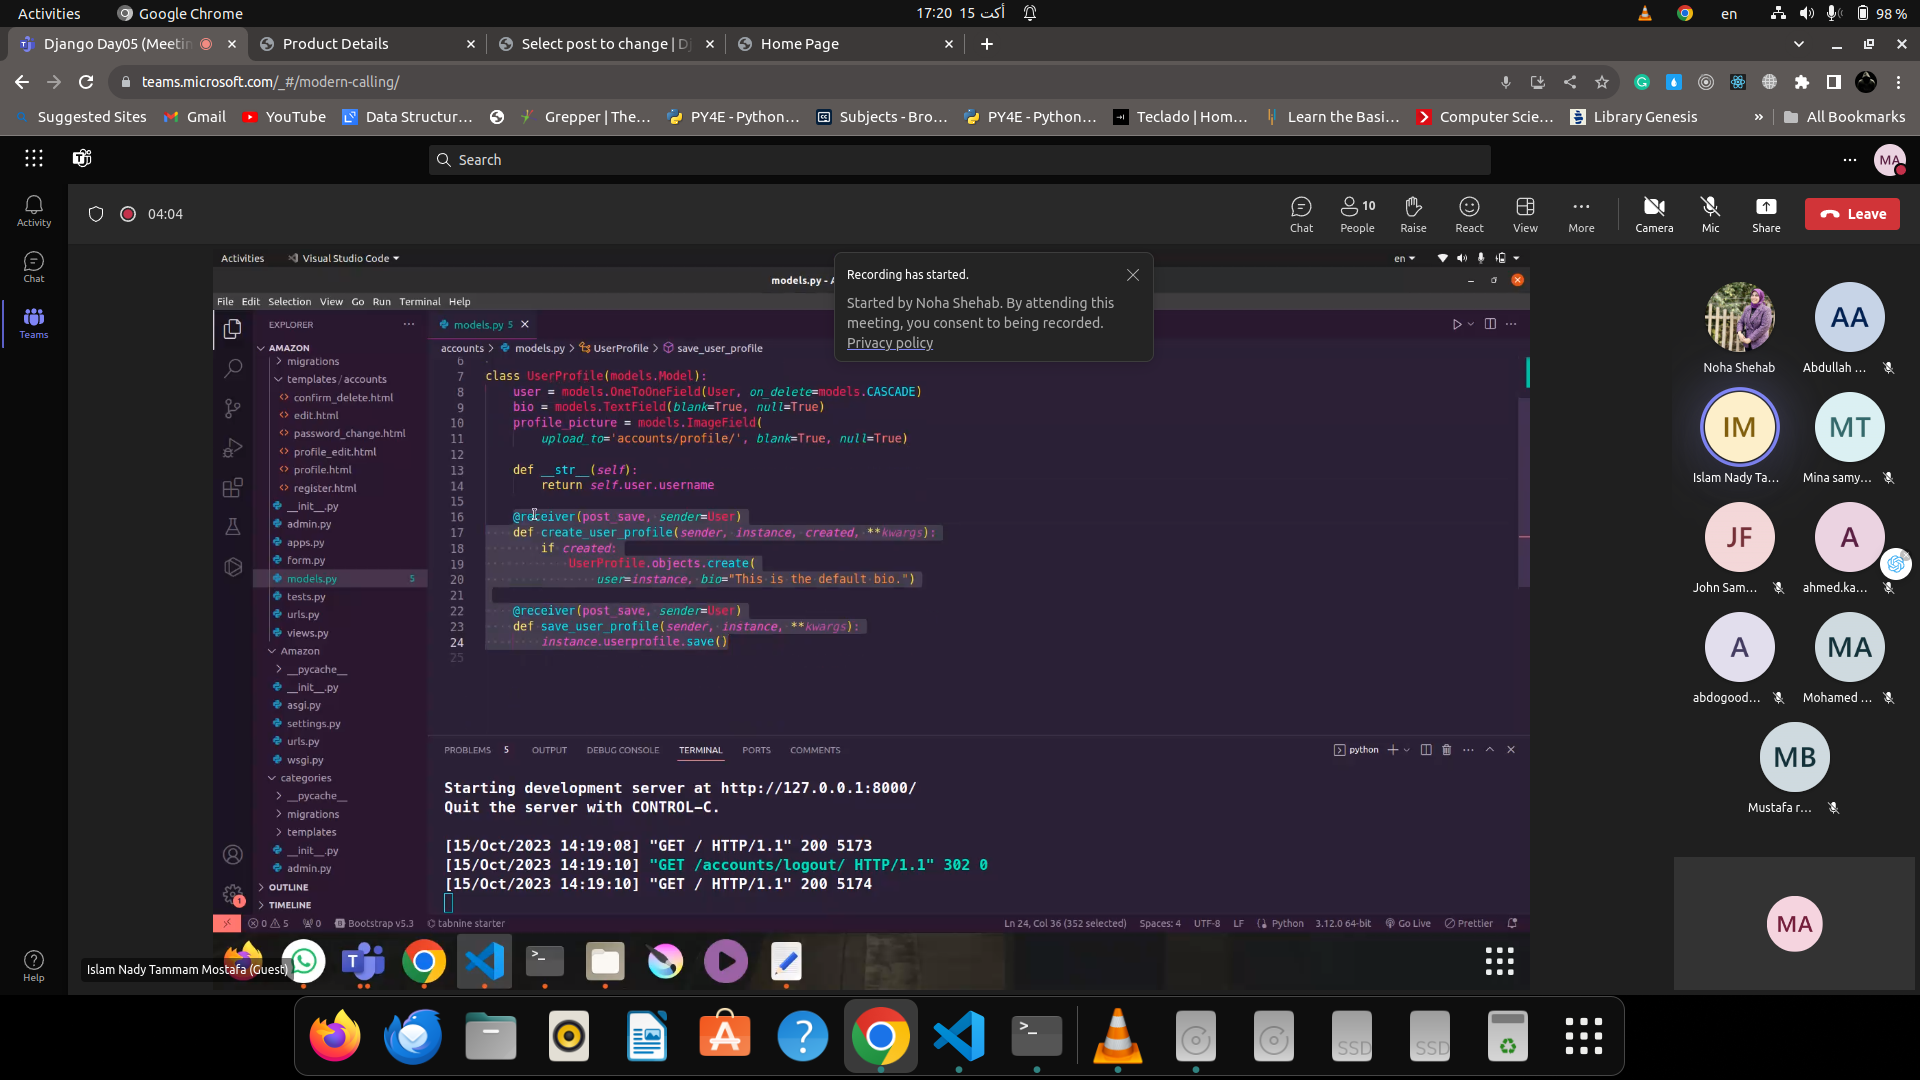 Activities
Google Chrome
17:20 15 أكت
en
98 %
Django Day05 (Meetin
Product Details
Select post to change | Dj
Home Page
teams.microsoft.com/_#/modern-calling/
Suggested Sites
Gmail
YouTube
Data Structur...
Grepper | The...
PY4E - Python...
Subjects - Bro...
PY4E - Python...
Teclado | Hom...
Learn the Basi...
Computer Scie...
Library Genesis
»
All Bookmarks
Search
MA
Activity
Chat
Teams
Help
04:04
Chat
People
10
Raise
React
View
More
Camera
Mic
Share
Leave
Activities
Visual Studio Code
en
models.py - A
Recording has started.
Started by Noha Shehab. By attending this
meeting, you consent to being recorded.
Privacy policy
File Edit Selection View Go Run Terminal Help
EXPLORER
AMAZON
migrations
templates/accounts
confirm_delete.html
edit.html
password_change.html
profile_edit.html
profile.html
register.html
__init__.py
admin.py
apps.py
form.py
models.py 5
tests.py
urls.py
views.py
Amazon
__pycache__
__init__.py
asgi.py
settings.py
urls.py
wsgi.py
categories
__pycache__
migrations
templates
__init__.py
admin.py
OUTLINE
TIMELINE
models.py 5
accounts > models.py > UserProfile > save_user_profile
6
7 class UserProfile(models.Model):
8 user = models.OneToOneField(User, on_delete=models.CASCADE)
9 bio = models.TextField(blank=True, null=True)
10 profile_picture = models.ImageField(
11 upload_to='accounts/profile/', blank=True, null=True)
12
13 def __str__(self):
14 return self.user.username
15
16 @receiver(post_save, sender=User)
17 def create_user_profile(sender, instance, created, **kwargs):
18 if created:
19 UserProfile.objects.create(
20 user=instance, bio="This is the default bio.")
21
22 @receiver(post_save, sender=User)
23 def save_user_profile(sender, instance, **kwargs):
24 instance.userprofile.save()
25
PROBLEMS 5 OUTPUT DEBUG CONSOLE TERMINAL PORTS COMMENTS
python
Starting development server at http://127.0.0.1:8000/
Quit the server with CONTROL-C.
[15/Oct/2023 14:19:08] "GET / HTTP/1.1" 200 5173
[15/Oct/2023 14:19:10] "GET /accounts/logout/ HTTP/1.1" 302 0
[15/Oct/2023 14:19:10] "GET / HTTP/1.1" 200 5174
1
0 5 0 Bootstrap v5.3 tabnine starter
Ln 24, Col 36 (352 selected) Spaces: 4 UTF-8 LF Python 3.12.0 64-bit Go Live Prettier
Islam Nady Tammam Mostafa (Guest)
Noha Shehab
AA
Abdullah ...
IM
Islam Nady Ta...
MT
Mina samy...
JF
John Sam...
A
ahmed.ka...
A
abdogood...
MA
Mohamed ...
MB
Mustafa r...
MA
SSD
SSD